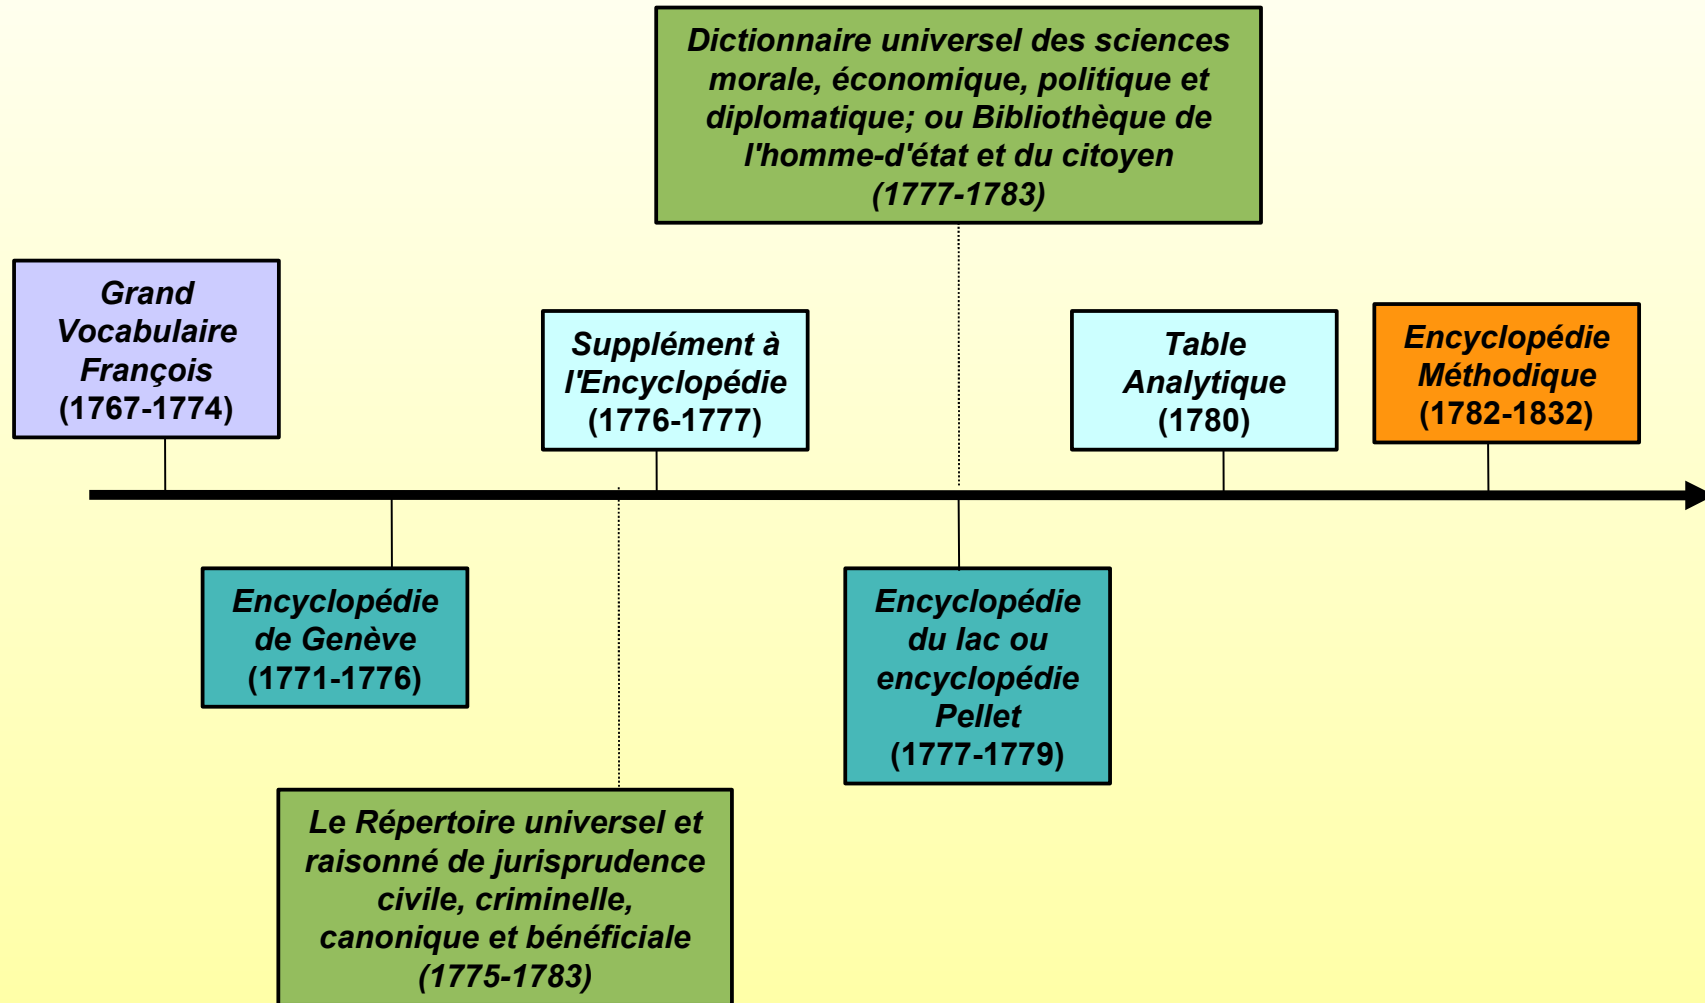 Dictionnaire universel des sciences
morale, économique, politique et
diplomatique; ou Bibliothèque de
l'homme-d'état et du citoyen
(1777-1783)
Grand
Vocabulaire
François
(1767-1774)
Supplément à
l'Encyclopédie
(1776-1777)
Table
Analytique
(1780)
Encyclopédie
Méthodique
(1782-1832)
Encyclopédie
de Genève
(1771-1776)
Encyclopédie
du lac ou
encyclopédie
Pellet
(1777-1779)
Le Répertoire universel et
raisonné de jurisprudence
civile, criminelle,
canonique et bénéficiale
(1775-1783)